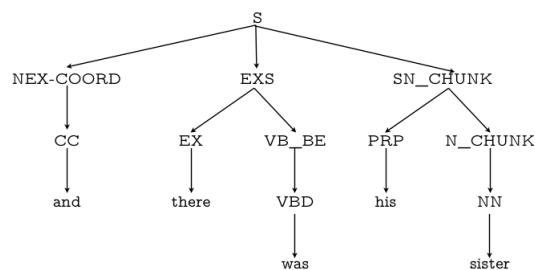 S
NEX-COORD EXS SN_CHUNK
CC EX VB_BE PRP N_CHUNK
and there VBD his NN
was sister